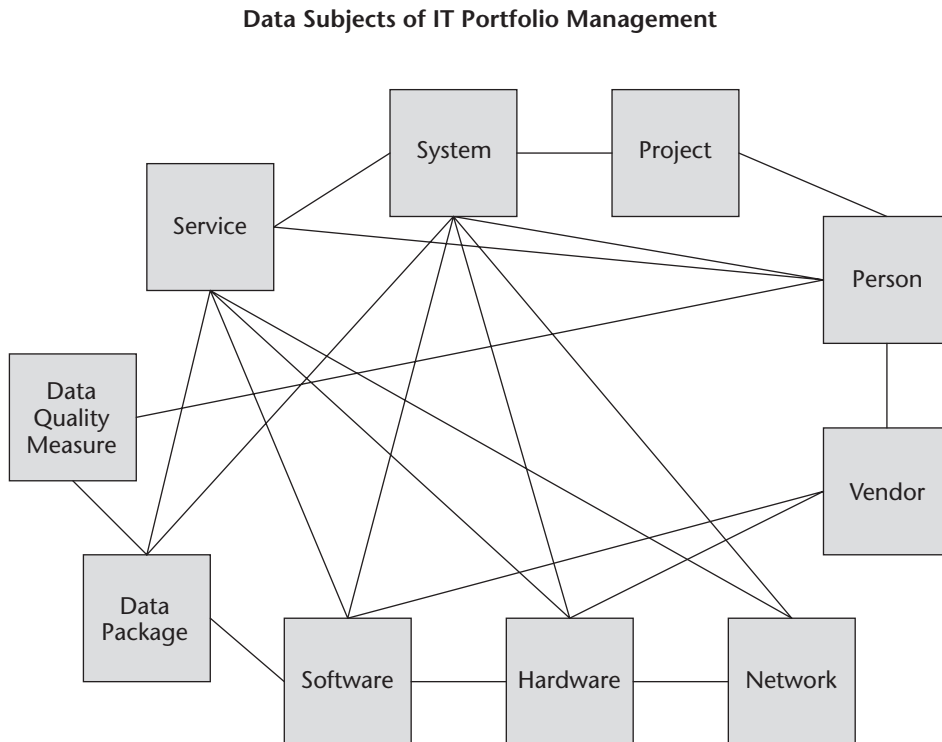 Data Subjects of IT Portfolio Management
System
Project
Service
Person
Data
Quality
Measure
Vendor
Data
Package
Software
Hardware
Network